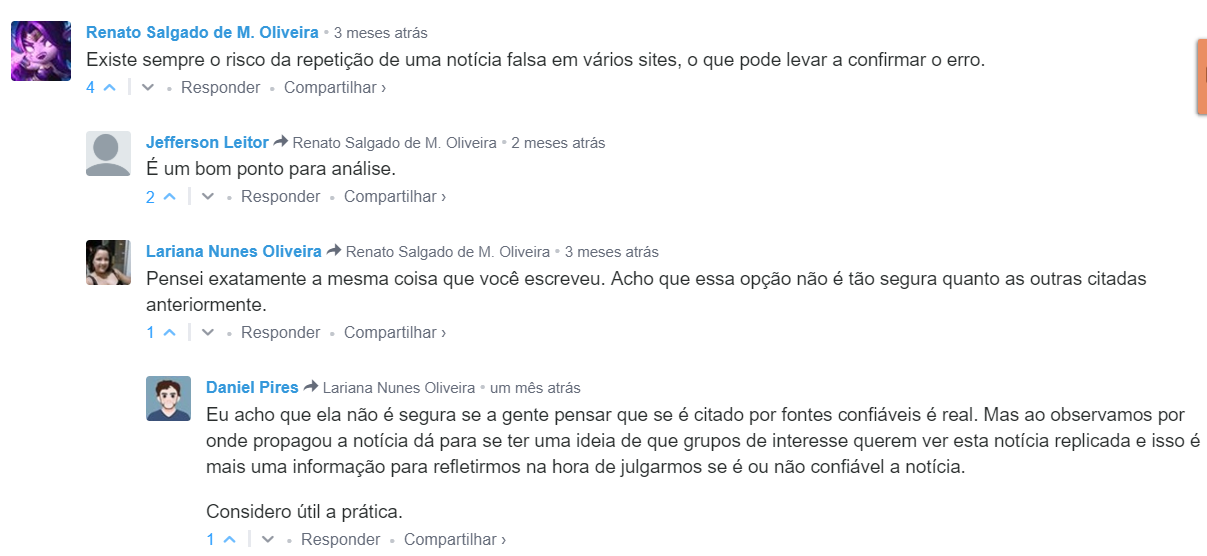 Renato Salgado de M. Oliveira • 3 meses atrás
Existe sempre o risco da repetição de uma notícia falsa em vários sites, o que pode levar a confirmar o erro.
4 • Responder • Compartilhar ›
Jefferson Leitor Renato Salgado de M. Oliveira • 2 meses atrás
É um bom ponto para análise.
2 • Responder • Compartilhar ›
Lariana Nunes Oliveira Renato Salgado de M. Oliveira • 3 meses atrás
Pensei exatamente a mesma coisa que você escreveu. Acho que essa opção não é tão segura quanto as outras citadas
anteriormente.
1 • Responder • Compartilhar ›
Daniel Pires Lariana Nunes Oliveira • um mês atrás
Eu acho que ela não é segura se a gente pensar que se é citado por fontes confiáveis é real. Mas ao observamos por
onde propagou a notícia dá para se ter uma ideia de que grupos de interesse querem ver esta notícia replicada e isso é
mais uma informação para refletirmos na hora de julgarmos se é ou não confiável a notícia.
Considero útil a prática.
1 • Responder • Compartilhar ›